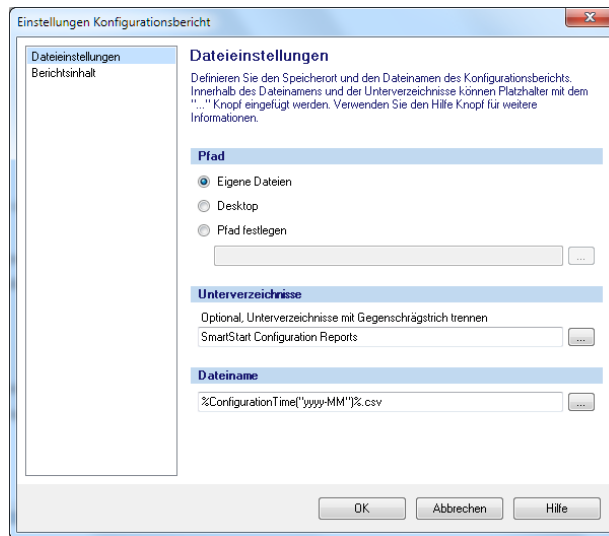 Einstellungen Konfigurationsbericht
Dateieinstellungen
Berichtsinhalt
Dateieinstellungen
Definieren Sie den Speicherort und den Dateinamen des Konfigurationsberichts.
Innerhalb des Dateinamens und der Unterverzeichnisse können Platzhalter mit dem
"..." Knopf eingefügt werden. Verwenden Sie den Hilfe Knopf für weitere
Informationen.
Pfad
Eigene Dateien
Desktop
Pfad festlegen
...
Unterverzeichnisse
Optional, Unterverzeichnisse mit Gegenschrägstrich trennen
SmartStart Configuration Reports
...
Dateiname
%ConfigurationTime("yyyy-MM")%.csv
...
OK
Abbrechen
Hilfe